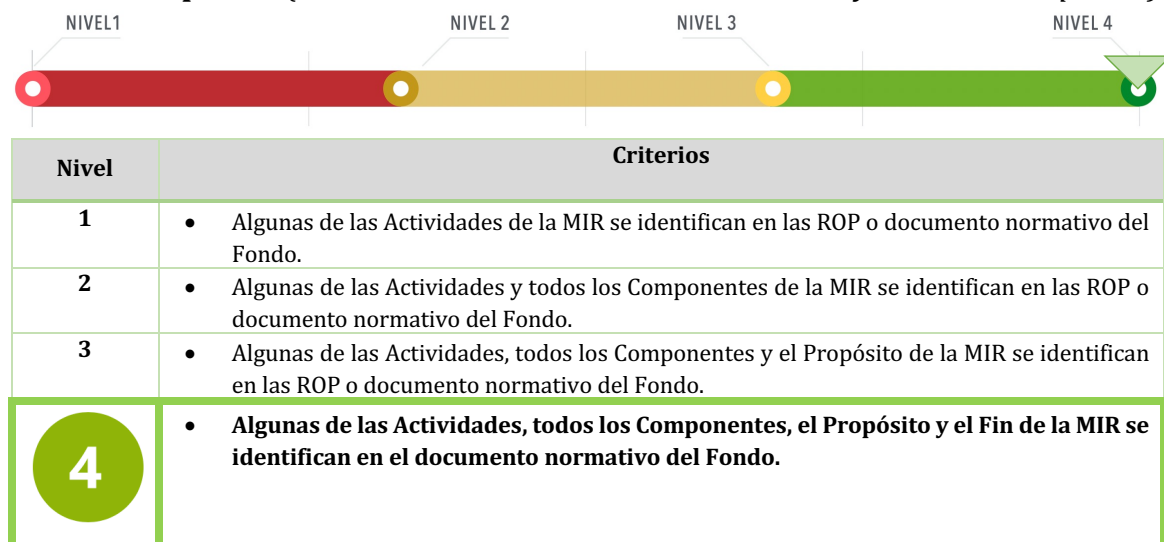 NIVEL1
NIVEL 2
NIVEL 3
NIVEL 4
Nivel
Criterios
1
• Algunas de las Actividades de la MIR se identifican en las ROP o documento normativo del
Fondo.
2
• Algunas de las Actividades y todos los Componentes de la MIR se identifican en las ROP o
documento normativo del Fondo.
3
• Algunas de las Actividades, todos los Componentes y el Propósito de la MIR se identifican
en las ROP o documento normativo del Fondo.
4
• Algunas de las Actividades, todos los Componentes, el Propósito y el Fin de la MIR se
identifican en el documento normativo del Fondo.